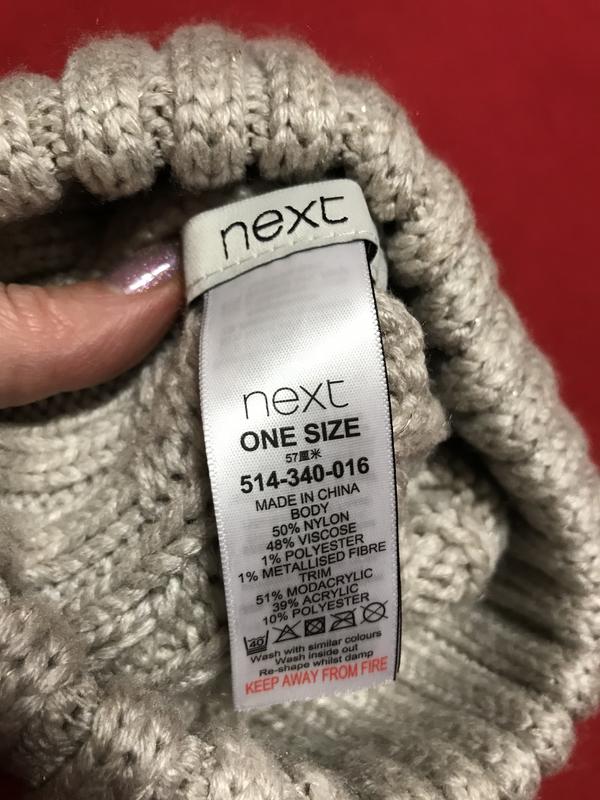 next
next
ONE SIZE
57厘米
514-340-016
MADE IN CHINA
BODY
50% NYLON
48% VISCOSE
1% POLYESTER
1% METALLISED FIBRE
TRIM
51% MODACRYLIC
39% ACRYLIC
10% POLYESTER
40
Wash with similar colours
Wash inside out
Re-shape whilst damp
KEEP AWAY FROM FIRE